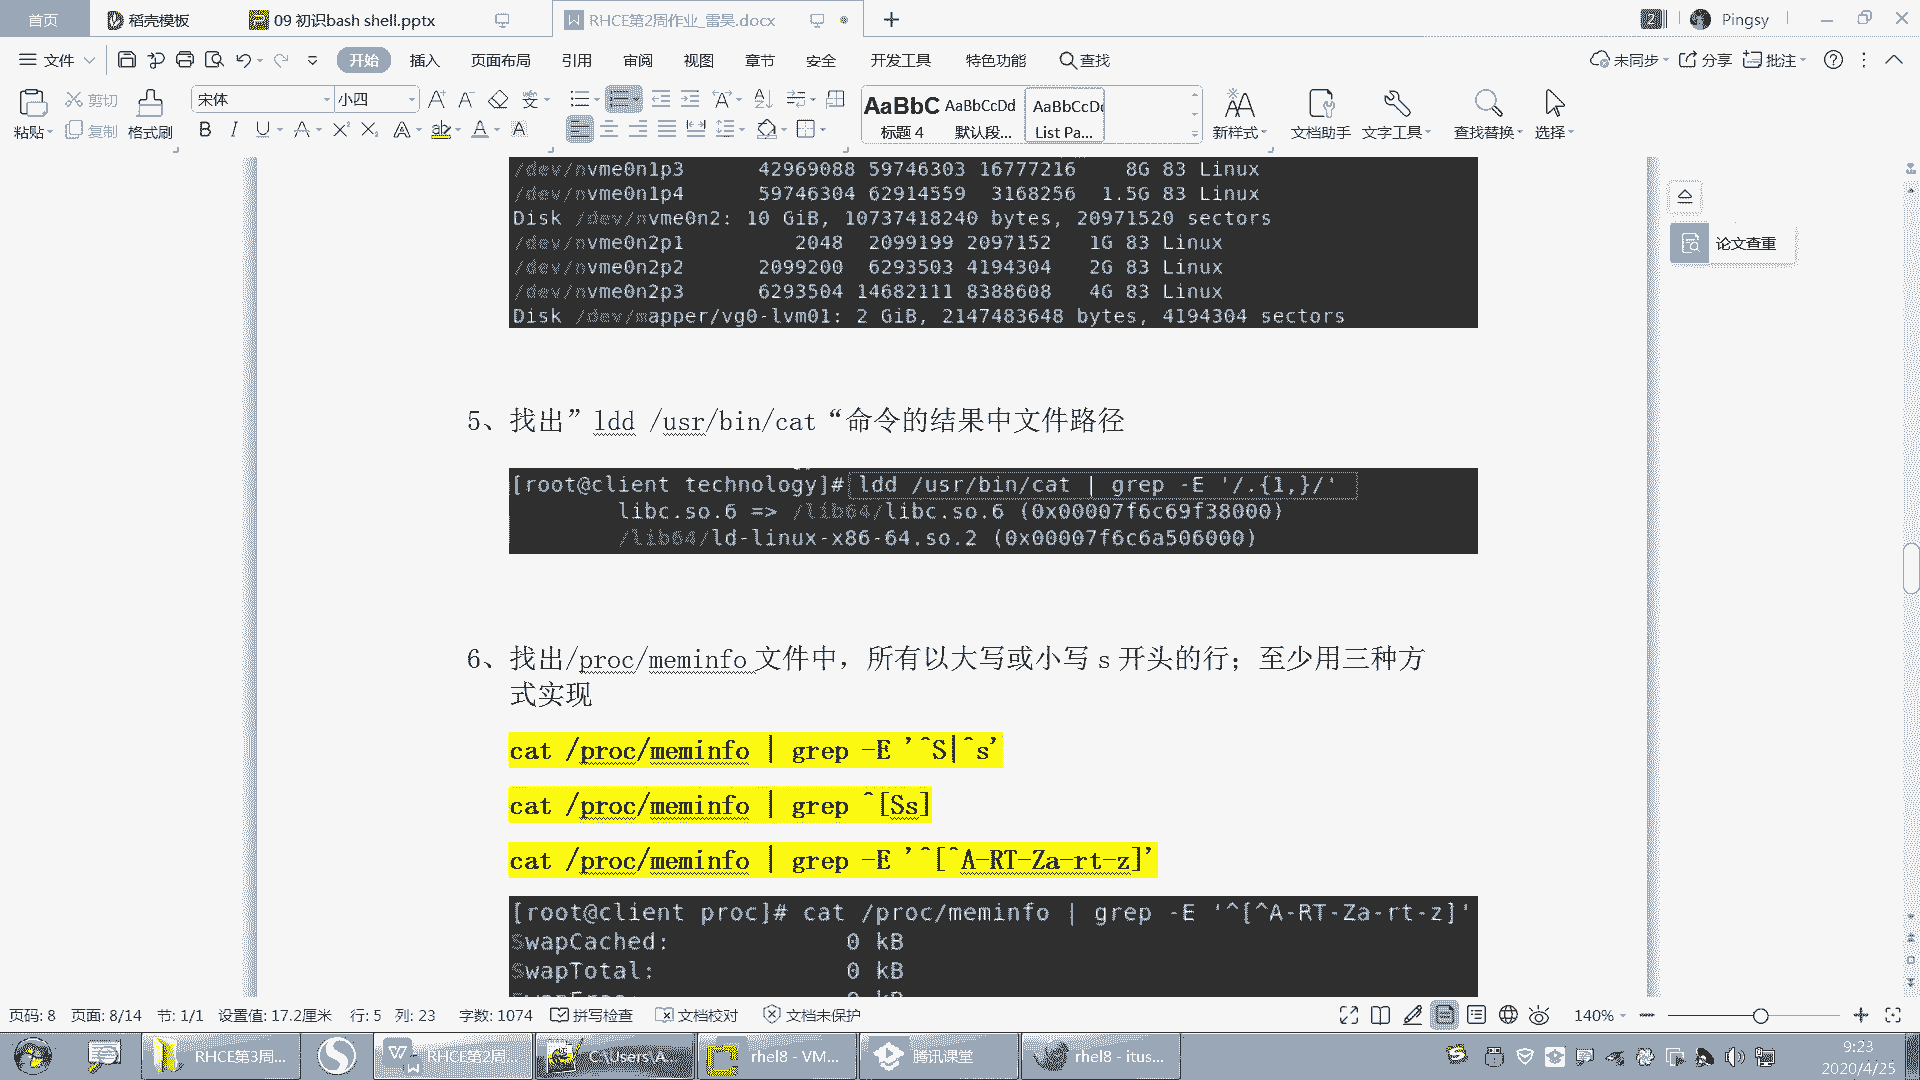 首页 稻壳模板 09 初识bash shell.pptx RHCE第2周作业_雷昊.docx 2 Pingsy
文件 开始 插入 页面布局 引用 审阅 视图 章节 安全 开发工具 特色功能 查找 未同步 分享 批注
粘贴 剪切 复制 格式刷 宋体 小四
AaBbC 标题 4 AaBbCcDd 默认段... AaBbCcDd List Pa... 新样式 文档助手 文字工具 查找替换 选择
/dev/nvme0n1p3 42969088 59746303 16777216 8G 83 Linux
/dev/nvme0n1p4 59746304 62914559 3168256 1.5G 83 Linux
Disk /dev/nvme0n2: 10 GiB, 10737418240 bytes, 20971520 sectors
/dev/nvme0n2p1 2048 2099199 2097152 1G 83 Linux
/dev/nvme0n2p2 2099200 6293503 4194304 2G 83 Linux
/dev/nvme0n2p3 6293504 14682111 8388608 4G 83 Linux
Disk /dev/mapper/vg0-lvm01: 2 GiB, 2147483648 bytes, 4194304 sectors
论文查重
5、找出”ldd /usr/bin/cat“命令的结果中文件路径
[root@client technology]# ldd /usr/bin/cat | grep -E '/.{1,}/'
libc.so.6 => /lib64/libc.so.6 (0x00007f6c69f38000)
/lib64/ld-linux-x86-64.so.2 (0x00007f6c6a506000)
6、找出/proc/meminfo文件中，所有以大写或小写 s 开头的行；至少用三种方
式实现
cat /proc/meminfo | grep -E ’^S|^s’
cat /proc/meminfo | grep ^[Ss]
cat /proc/meminfo | grep -E ’^[^A-RT-Za-rt-z]’
[root@client proc]# cat /proc/meminfo | grep -E '^[^A-RT-Za-rt-z]'
SwapCached: 0 kB
SwapTotal: 0 kB
页码: 8 页面: 8/14 节: 1/1 设置值: 17.2厘米 行: 5 列: 23 字数: 1074 拼写检查 文档校对 文档未保护 140%
RHCE第3周... RHCE第2周... C:\Users\A... rhel8 - VM... 腾讯课堂 rhel8 - itus... 9:23
2020/4/25